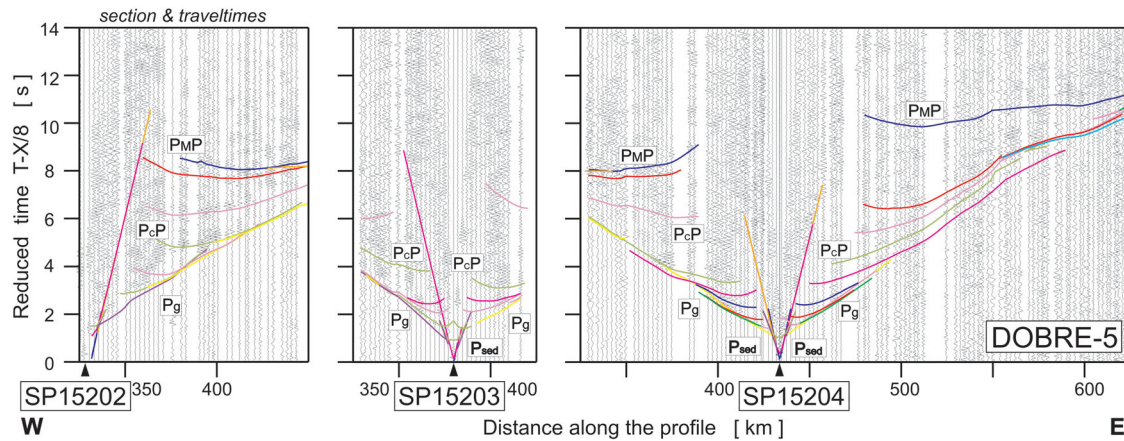 section & traveltimes
Reduced time T-X/8 [ s ]
14
12
10
8
6
4
2
0
PMP
PcP
Pg
350
400
SP15202
W
PcP
PcP
Pg
Pg
Psed
350
400
SP15203
PMP
PMP
PcP
PcP
Pg
Pg
Psed
Psed
DOBRE-5
400
500
600
SP15204
Distance along the profile [ km ]
E